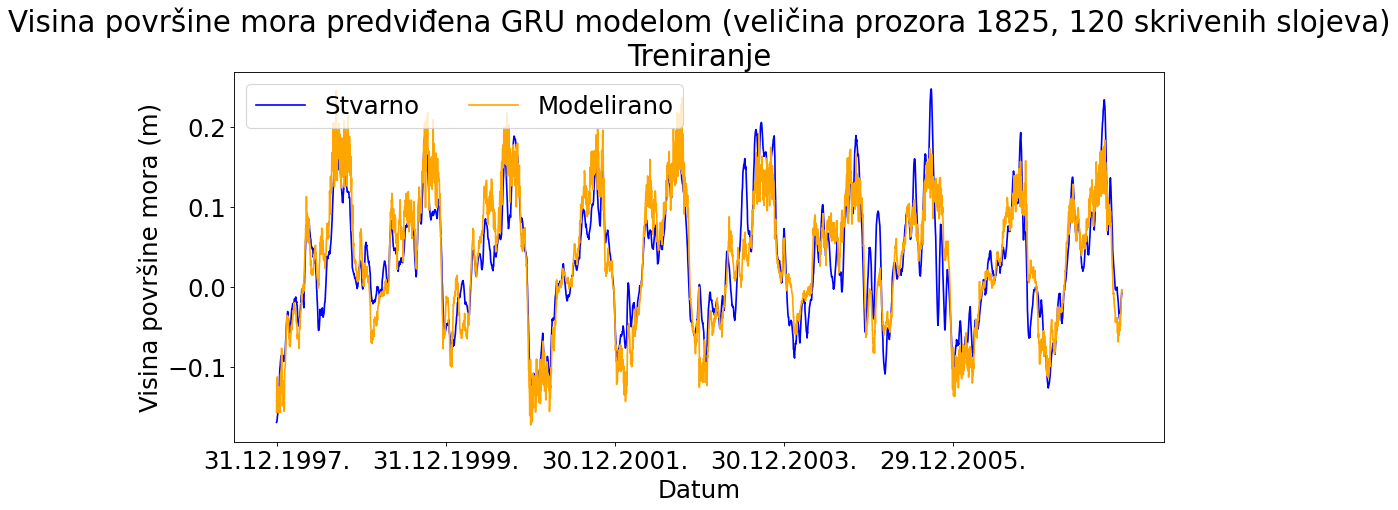 Visina površine mora predviđena GRU modelom (veličina prozora 1825, 120 skrivenih slojeva)
Treniranje
Stvarno Modelirano
Visina površine mora (m)
0.2
0.1
0.0
−0.1
31.12.1997. 31.12.1999. 30.12.2001. 30.12.2003. 29.12.2005.
Datum